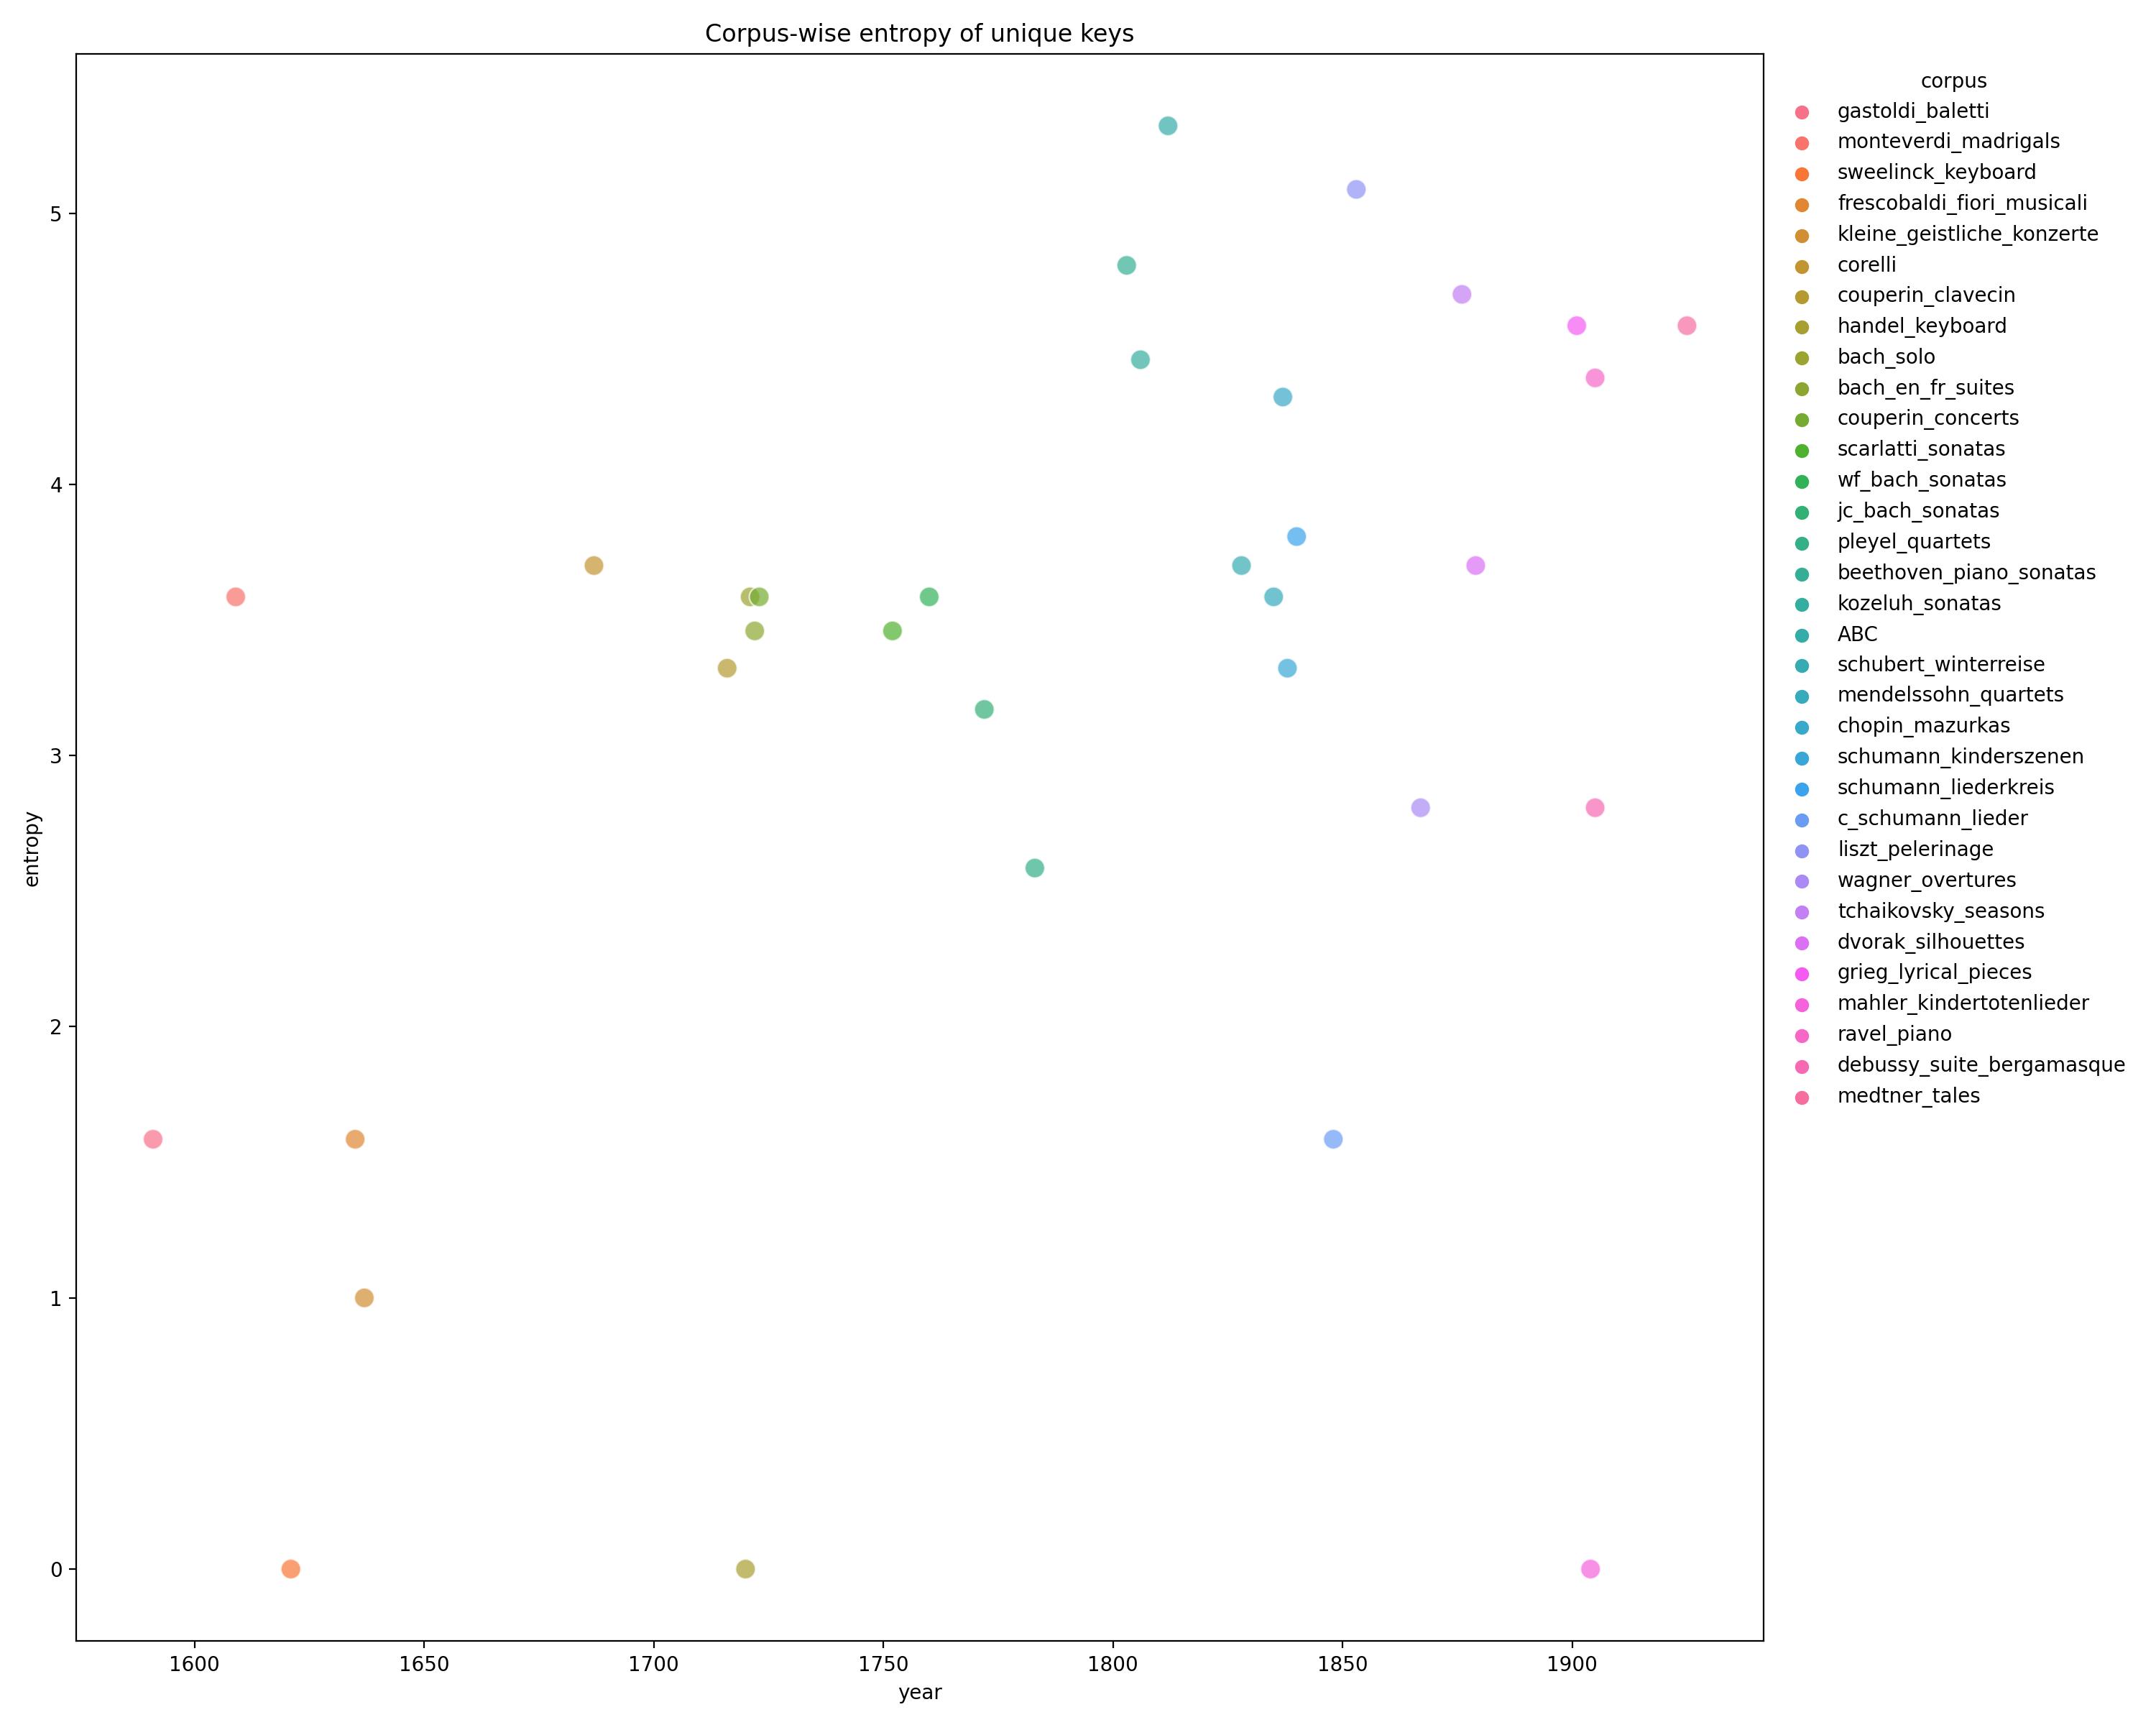 Corpus-wise entropy of unique keys
entropy
5
4
3
2
1
0
1600 1650 1700 1750 1800 1850 1900
year
corpus
gastoldi_baletti
monteverdi_madrigals
sweelinck_keyboard
frescobaldi_fiori_musicali
kleine_geistliche_konzerte
corelli
couperin_clavecin
handel_keyboard
bach_solo
bach_en_fr_suites
couperin_concerts
scarlatti_sonatas
wf_bach_sonatas
jc_bach_sonatas
pleyel_quartets
beethoven_piano_sonatas
kozeluh_sonatas
ABC
schubert_winterreise
mendelssohn_quartets
chopin_mazurkas
schumann_kinderszenen
schumann_liederkreis
c_schumann_lieder
liszt_pelerinage
wagner_overtures
tchaikovsky_seasons
dvorak_silhouettes
grieg_lyrical_pieces
mahler_kindertotenlieder
ravel_piano
debussy_suite_bergamasque
medtner_tales